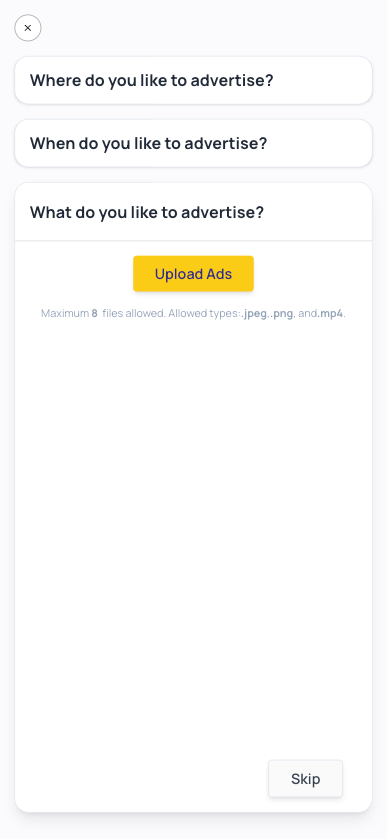 Where do you like to advertise?
When do you like to advertise?
What do you like to advertise?
Upload Ads
Maximum 8 files allowed. Allowed types:.jpeg,.png, and.mp4.
Skip